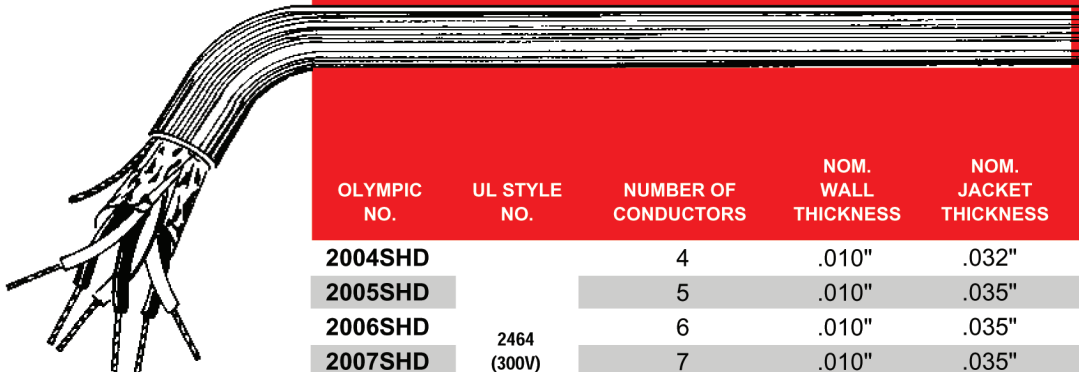 OLYMPIC NO. UL STYLE NO. NUMBER OF CONDUCTORS NOM. WALL THICKNESS NOM. JACKET THICKNESS
2004SHD 4 .010" .032"
2005SHD 5 .010" .035"
2006SHD 6 .010" .035"
2464 (300V)
2007SHD 7 .010" .035"